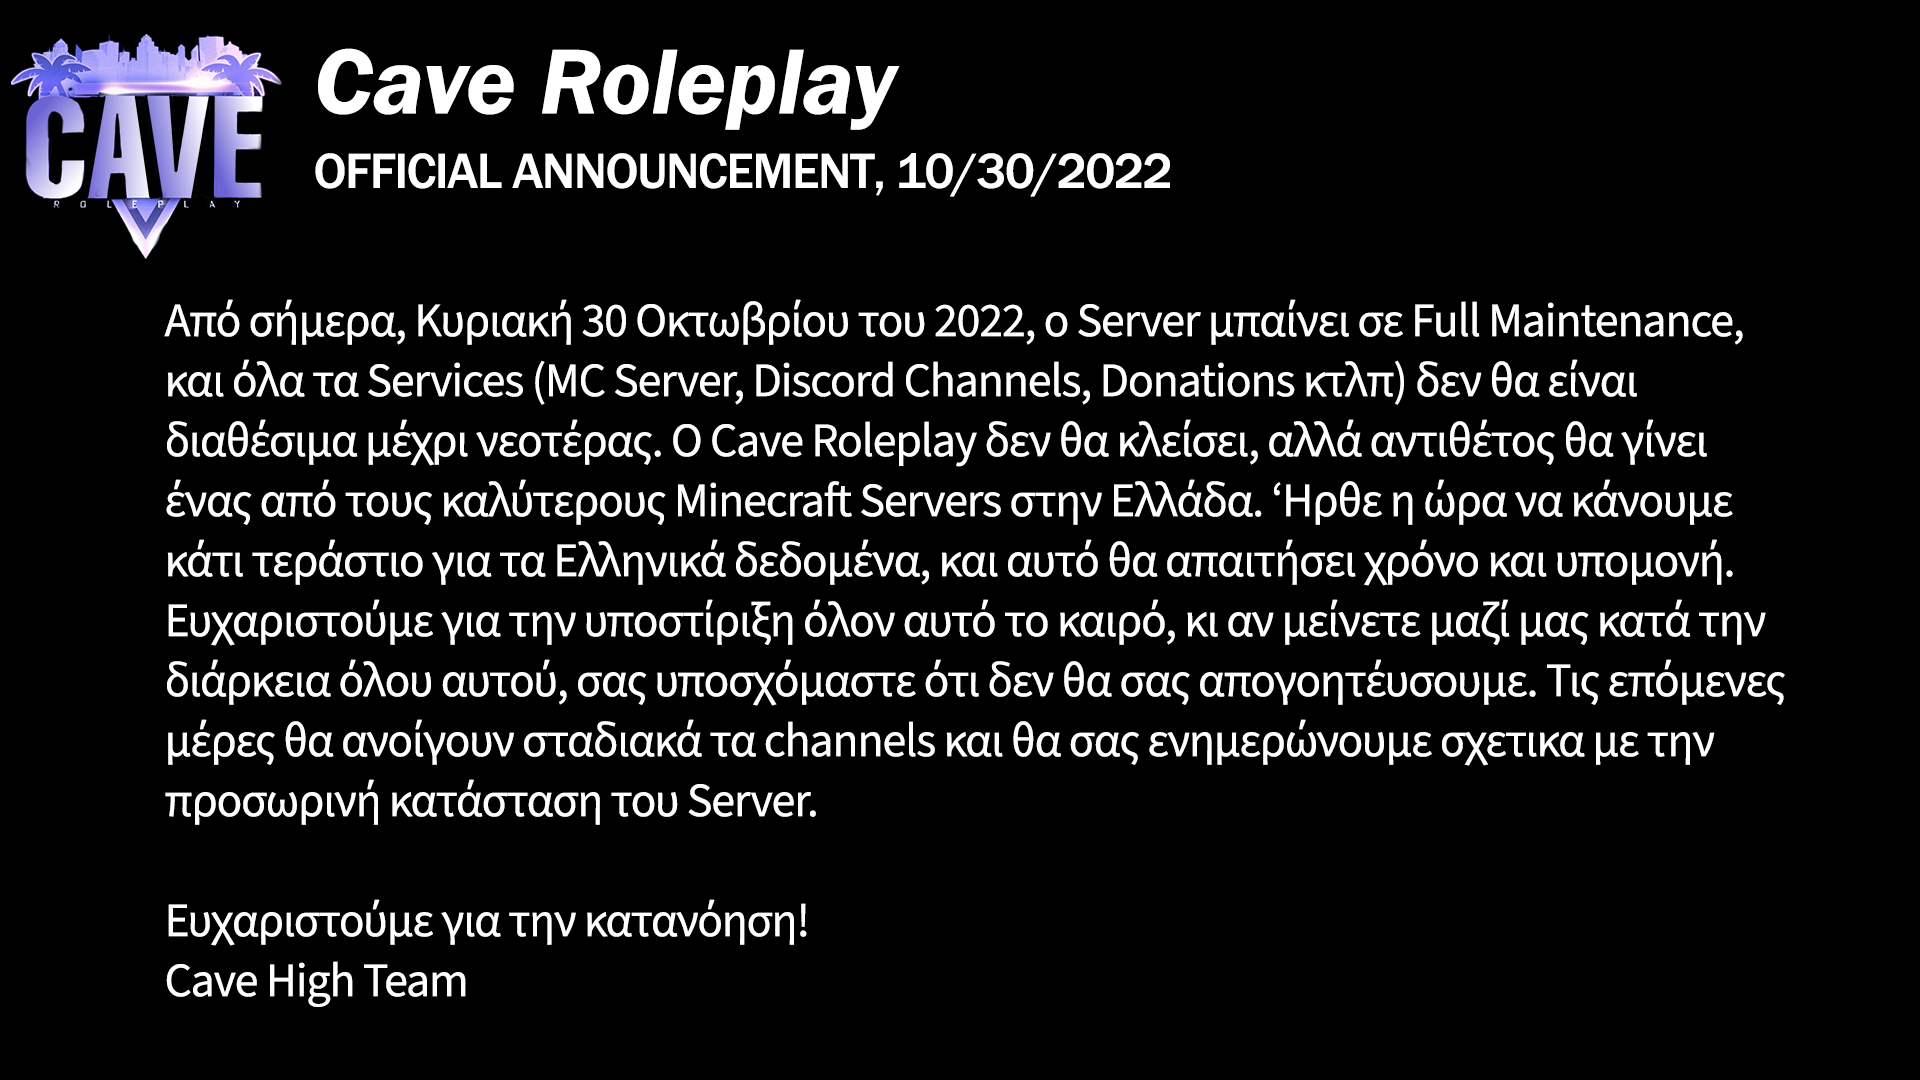 CAVE
ROLEPLAY
Cave Roleplay
OFFICIAL ANNOUNCEMENT, 10/30/2022
Από σήμερα, Κυριακή 30 Οκτωβρίου του 2022, ο Server μπαίνει σε Full Maintenance,
και όλα τα Services (MC Server, Discord Channels, Donations κτλπ) δεν θα είναι
διαθέσιμα μέχρι νεοτέρας. Ο Cave Roleplay δεν θα κλείσει, αλλά αντιθέτος θα γίνει
ένας από τους καλύτερους Minecraft Servers στην Ελλάδα. ‘Ηρθε η ώρα να κάνουμε
κάτι τεράστιο για τα Ελληνικά δεδομένα, και αυτό θα απαιτήσει χρόνο και υπομονή.
Ευχαριστούμε για την υποστίριξη όλον αυτό το καιρό, κι αν μείνετε μαζί μας κατά την
διάρκεια όλου αυτού, σας υποσχόμαστε ότι δεν θα σας απογοητέυσουμε. Τις επόμενες
μέρες θα ανοίγουν σταδιακά τα channels και θα σας ενημερώνουμε σχετικα με την
προσωρινή κατάσταση του Server.
Ευχαριστούμε για την κατανόηση!
Cave High Team